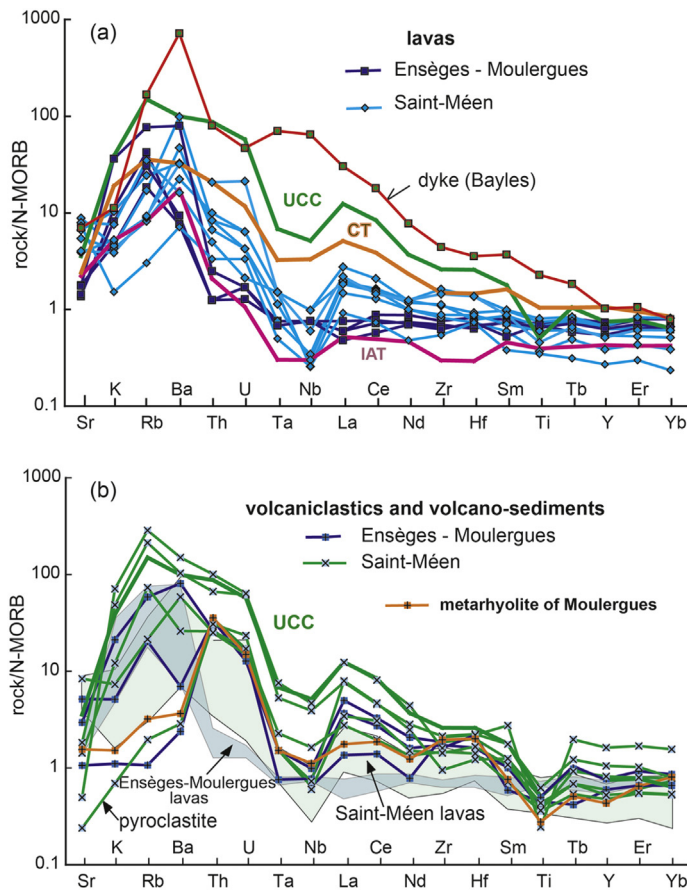 (a)
lavas
Ensèges - Moulergues
Saint-Méen
UCC
dyke (Bayles)
CT
IAT
rock/N-MORB
1000
100
10
1
0.1
K Ba U Nb Ce Zr Sm Tb Er
Sr Rb Th Ta La Nd Hf Ti Y Yb
(b)
volcaniclastics and volcano-sediments
Ensèges - Moulergues
Saint-Méen
metarhyolite of Moulergues
UCC
Ensèges-Moulergues
lavas
Saint-Méen lavas
pyroclastite
rock/N-MORB
1000
100
10
1
0.1
K Ba U Nb Ce Zr Sm Tb Er
Sr Rb Th Ta La Nd Hf Ti Y Yb